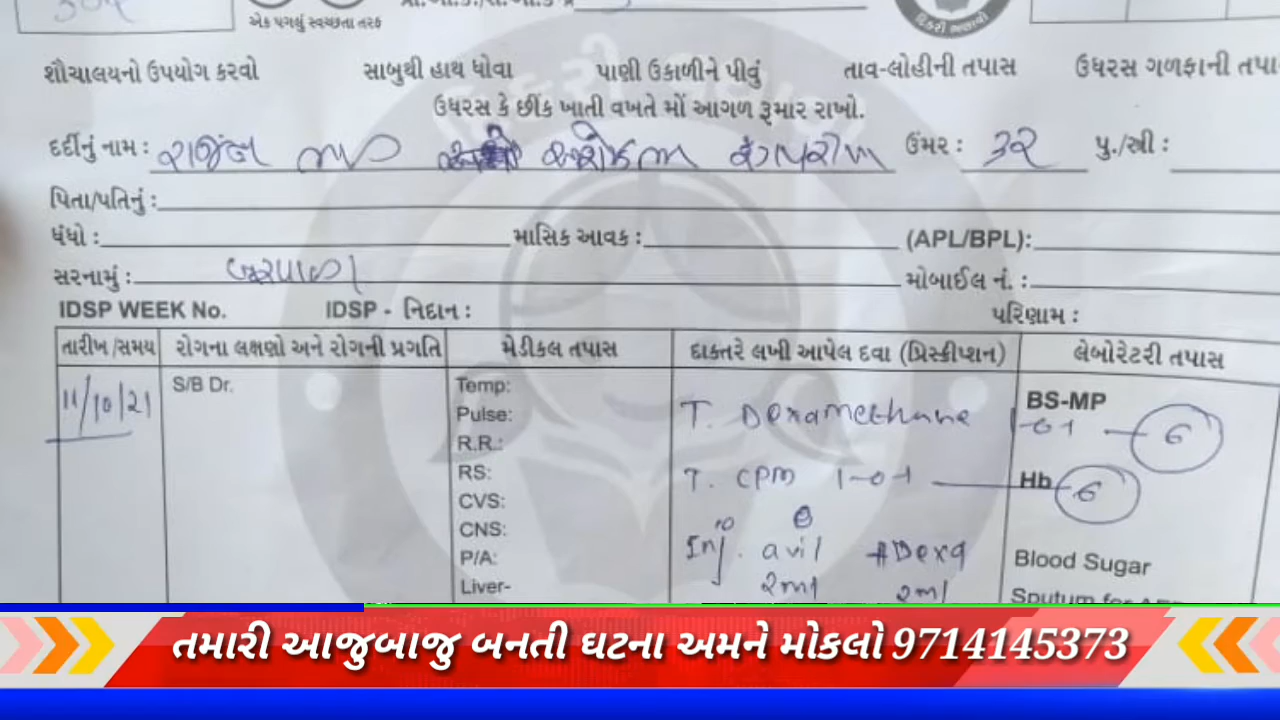 એક પગલું સ્વચ્છતા તરફ
શૌચાલયનો ઉપયોગ કરવો સાબુથી હાથ ધોવા પાણી ઉકાળીને પીવું તાવ-લોહીની તપાસ ઉધરસ ગળફાની તપા
ઉધરસ કે છીંક ખાતી વખતે મોં આગળ રૂમાર રાખો.
દર્દીનું નામ : ઉંમર : ૩૨ પુ./સ્ત્રી :
પિતા/પતિનું :
ધંધો : માસિક આવક : (APL/BPL):
સરનામું : મોબાઈલ નં. :
IDSP WEEK No. IDSP - નિદાન : પરિણામ :
તારીખ/સમય રોગના લક્ષણો અને રોગની પ્રગતિ મેડીકલ તપાસ દાક્તરે લખી આપેલ દવા (પ્રિસ્કીપ્શન) લેબોરેટરી તપાસ
11/10/21 S/B Dr. Temp:
BS-MP
Pulse: T. Dexamethane 1-01 6
R.R.:
RS: T. CPM 1-0-1 Hb 6
CVS:
CNS:
P/A: Inj. avil Dexa Blood Sugar
Liver- 2ml 2ml
તમારી આજુબાજુ બનતી ઘટના અમને મોકલો 9714145373